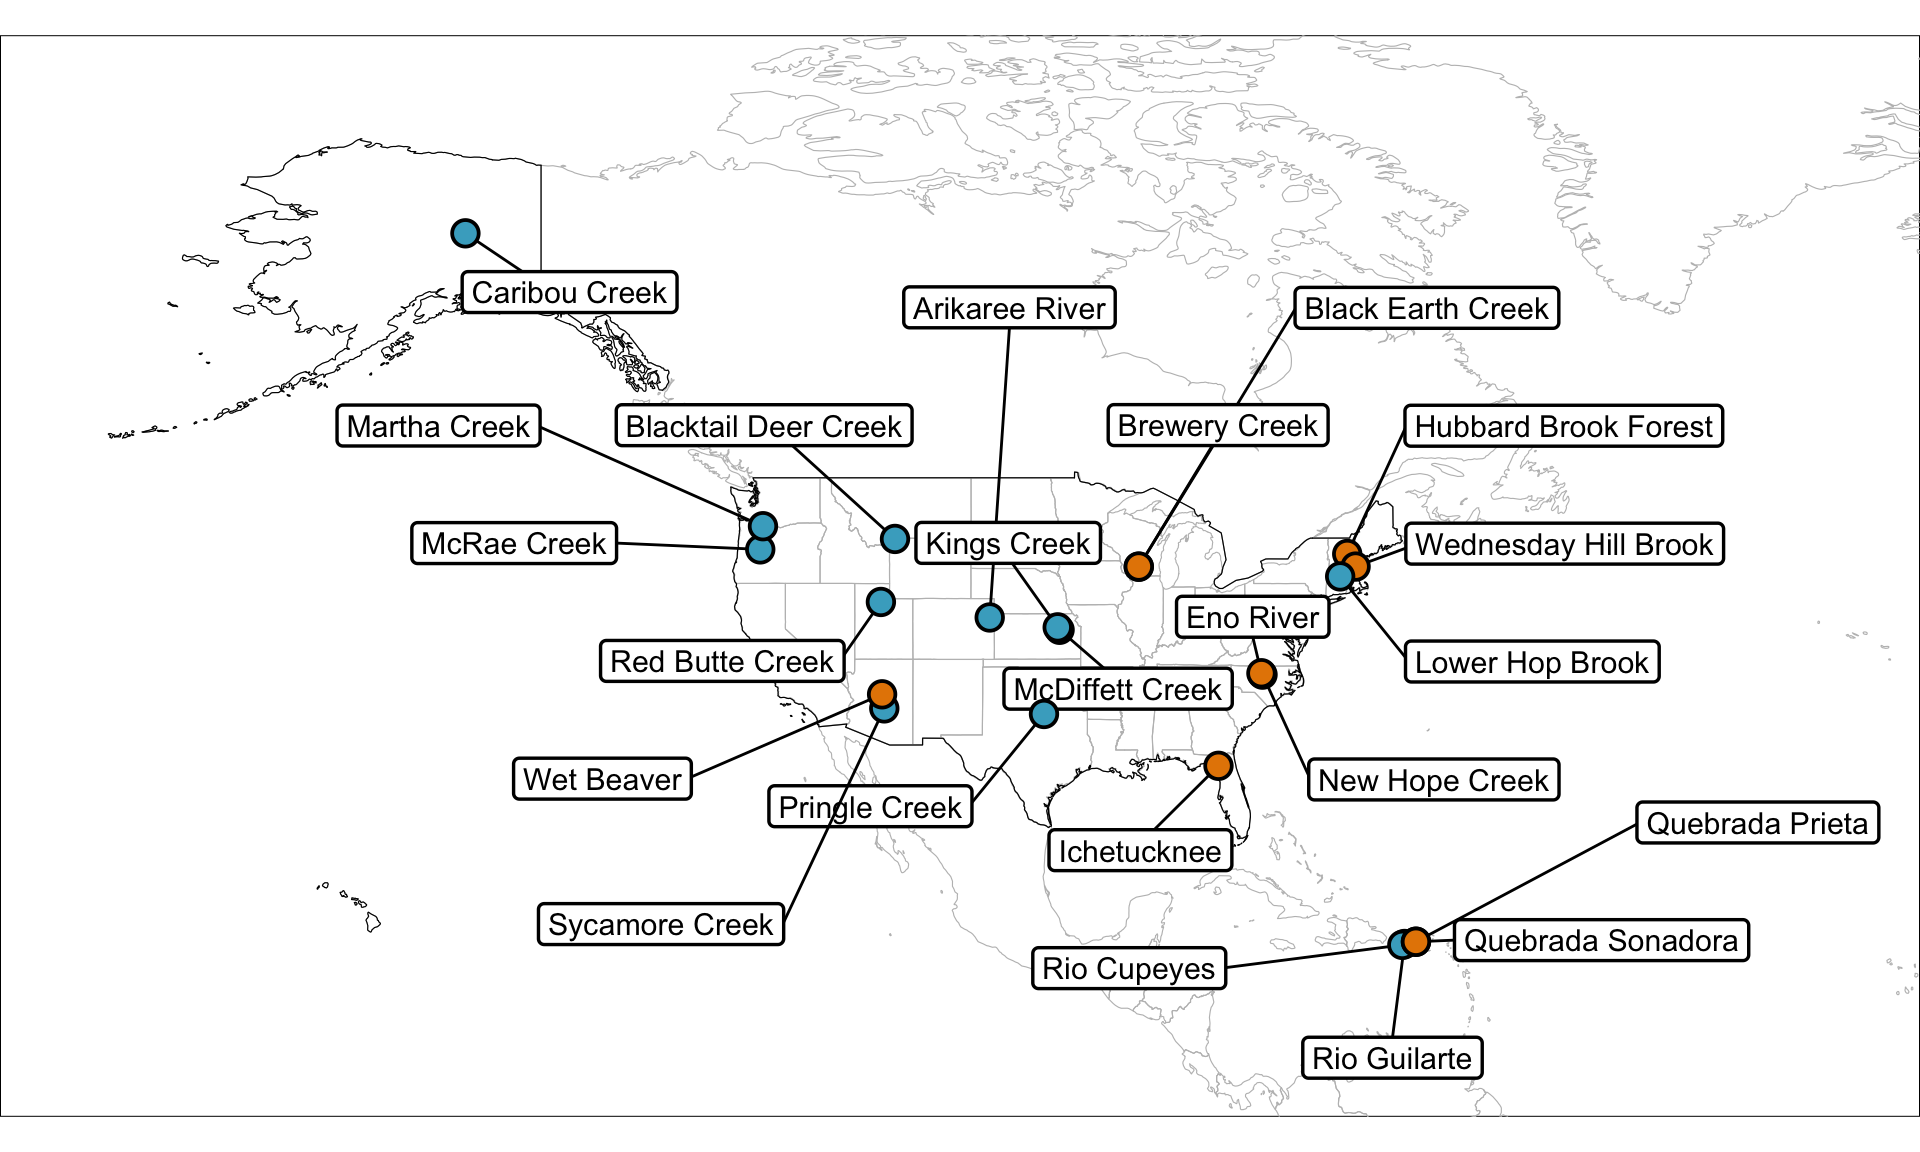 Caribou Creek
Arikaree River
Black Earth Creek
Martha Creek
Blacktail Deer Creek
Brewery Creek
Hubbard Brook Forest
McRae Creek
Kings Creek
Wednesday Hill Brook
Eno River
Red Butte Creek
Lower Hop Brook
McDiffett Creek
Wet Beaver
New Hope Creek
Pringle Creek
Quebrada Prieta
Ichetucknee
Sycamore Creek
Quebrada Sonadora
Rio Cupeyes
Rio Guilarte